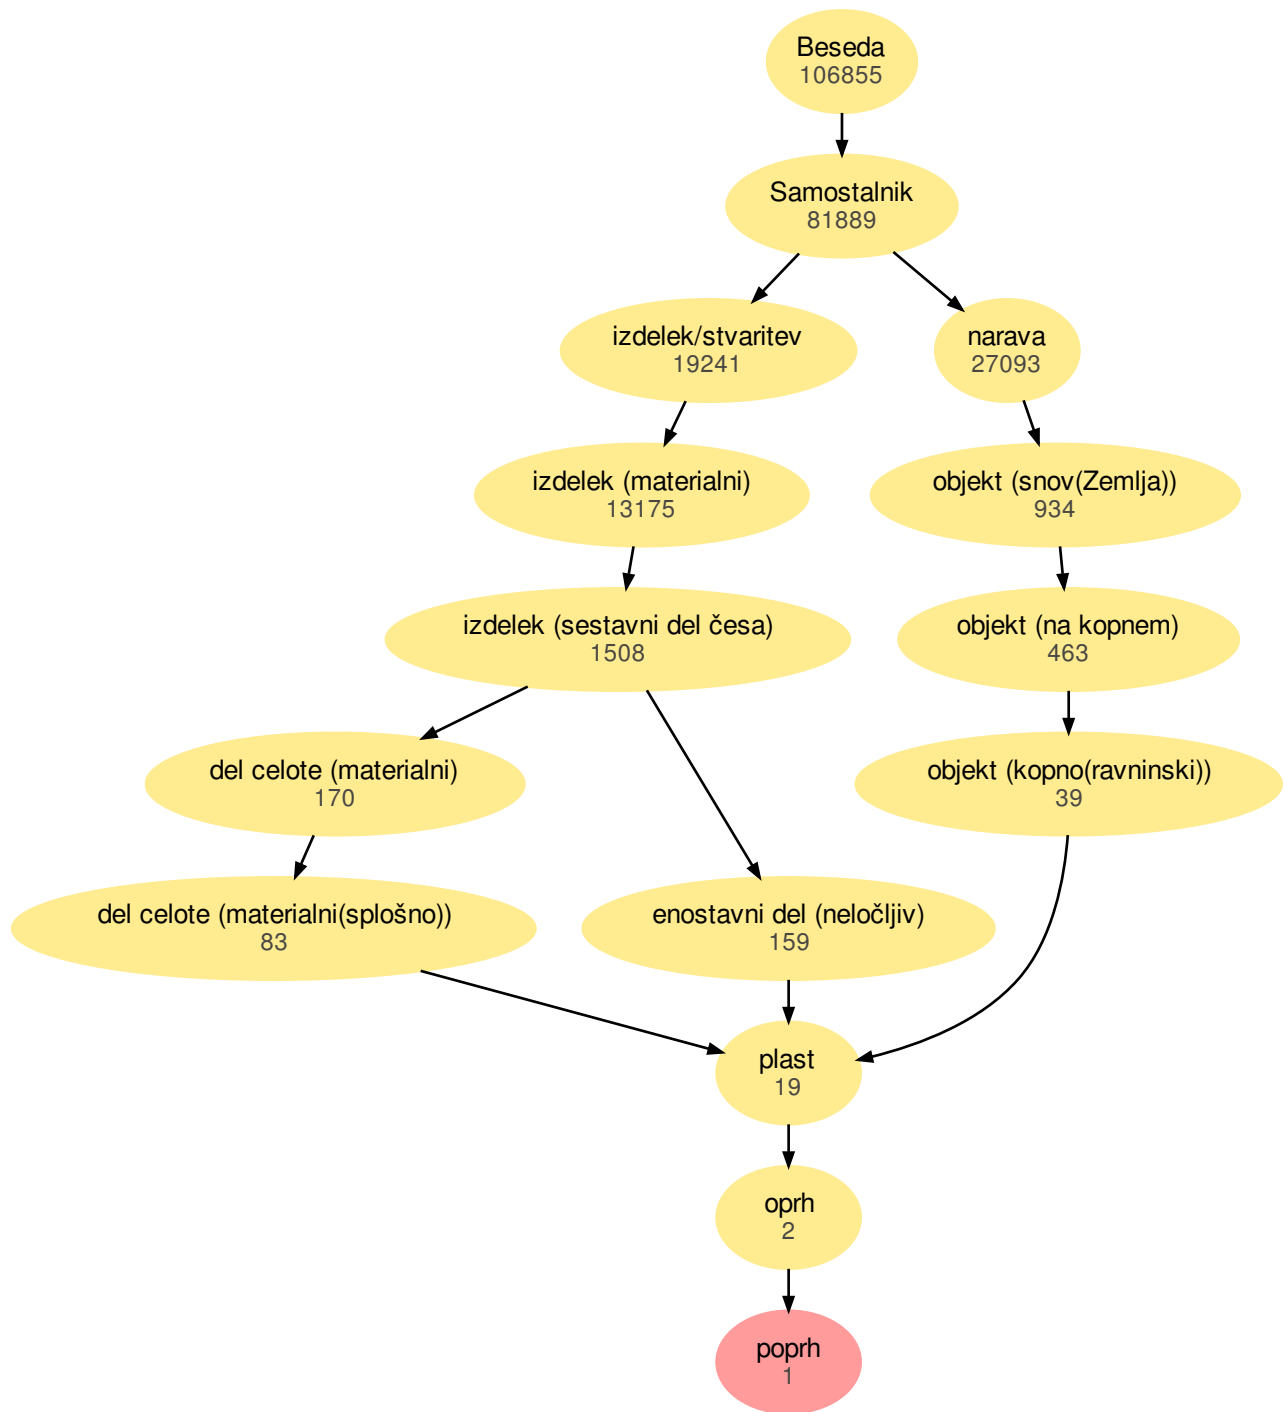 Beseda
106855
Samostalnik
81889
izdelek/stvaritev
19241
narava
27093
izdelek (materialni)
13175
objekt (snov(Zemlja))
934
izdelek (sestavni del česa)
1508
objekt (na kopnem)
463
del celote (materialni)
170
objekt (kopno(ravninski))
39
del celote (materialni(splošno))
83
enostavni del (neločljiv)
159
plast
19
oprh
2
poprh
1